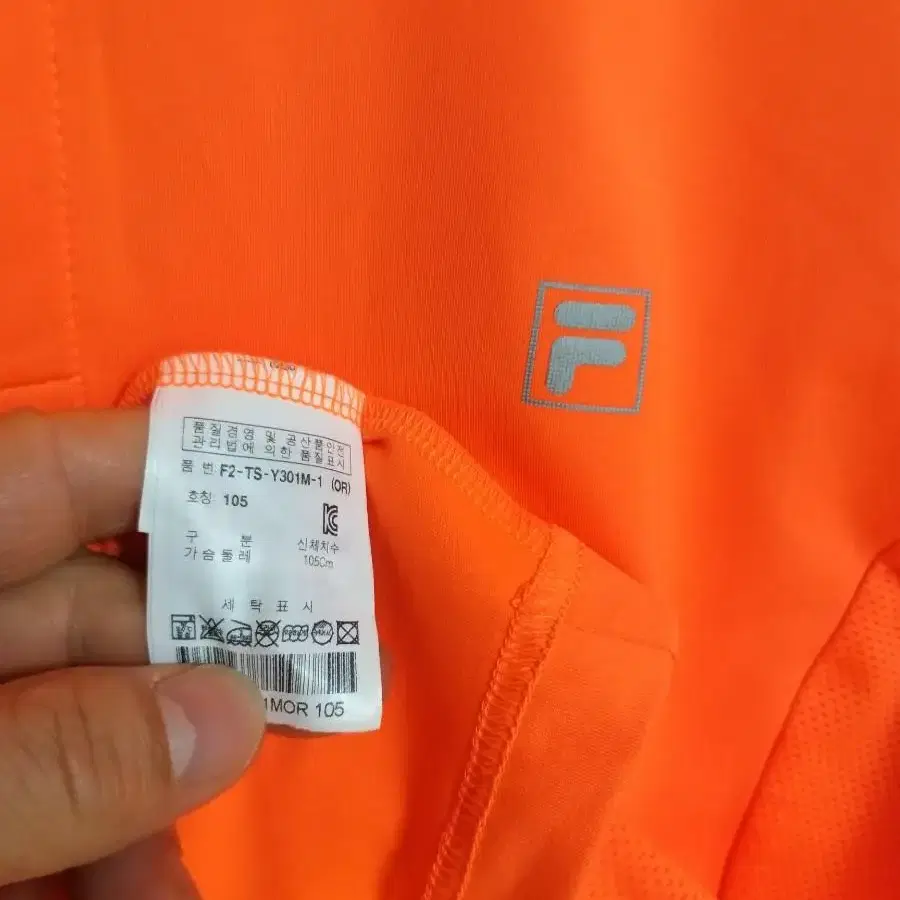 품질경영 및 공산품안전
관리법에 의한 품질표시
품 번 F2-TS-Y301M-1 (OR)
호칭 105
구 분 신체치수
가슴둘레 105Cm
세 탁 표 시
1MOR 105